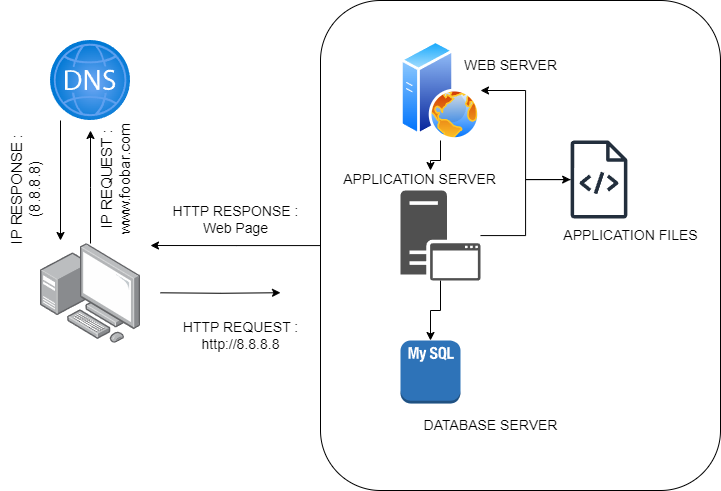 DNS
WEB SERVER
IP RESPONSE :
(8.8.8.8)
IP REQUEST :
www.foobar.com
APPLICATION SERVER
HTTP RESPONSE :
Web Page
</>
APPLICATION FILES
HTTP REQUEST :
http://8.8.8.8
My SQL
DATABASE SERVER